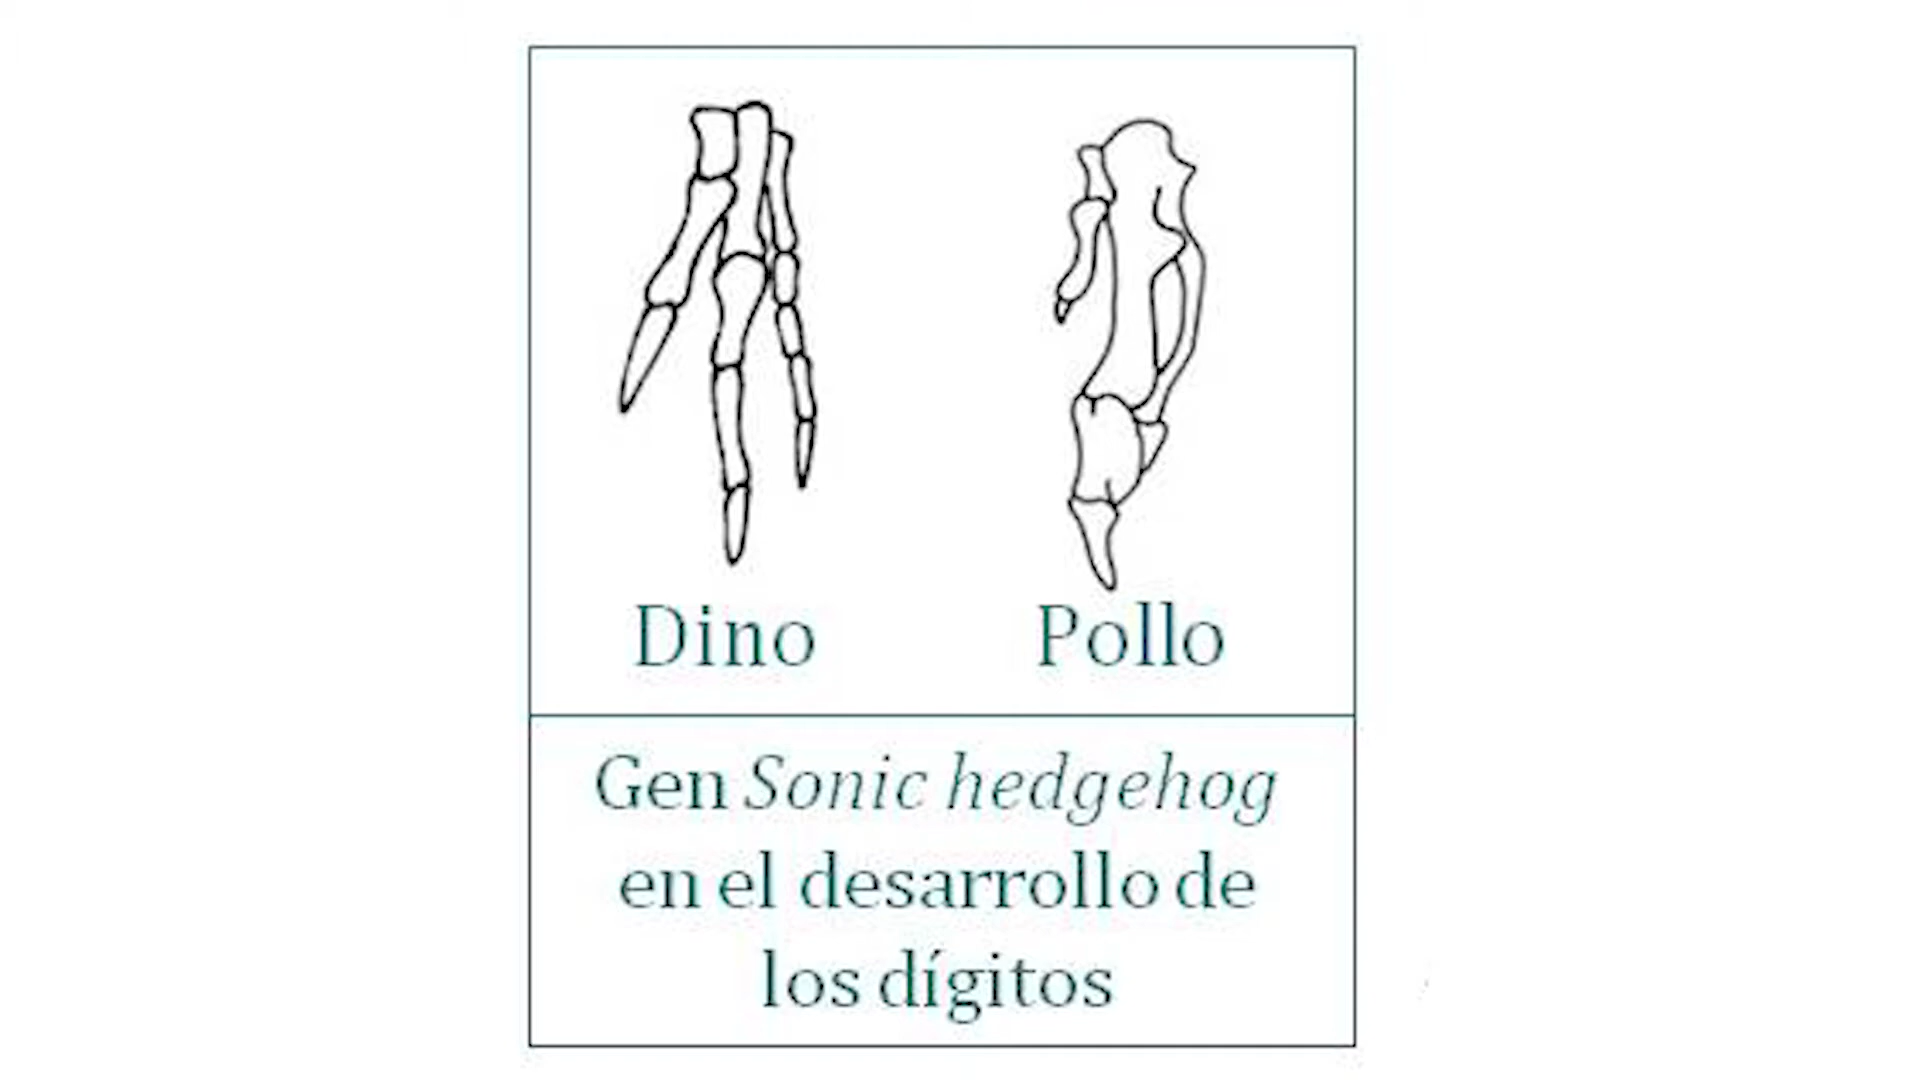 Dino
Pollo
Gen Sonic hedgehog
en el desarrollo de
los dígitos